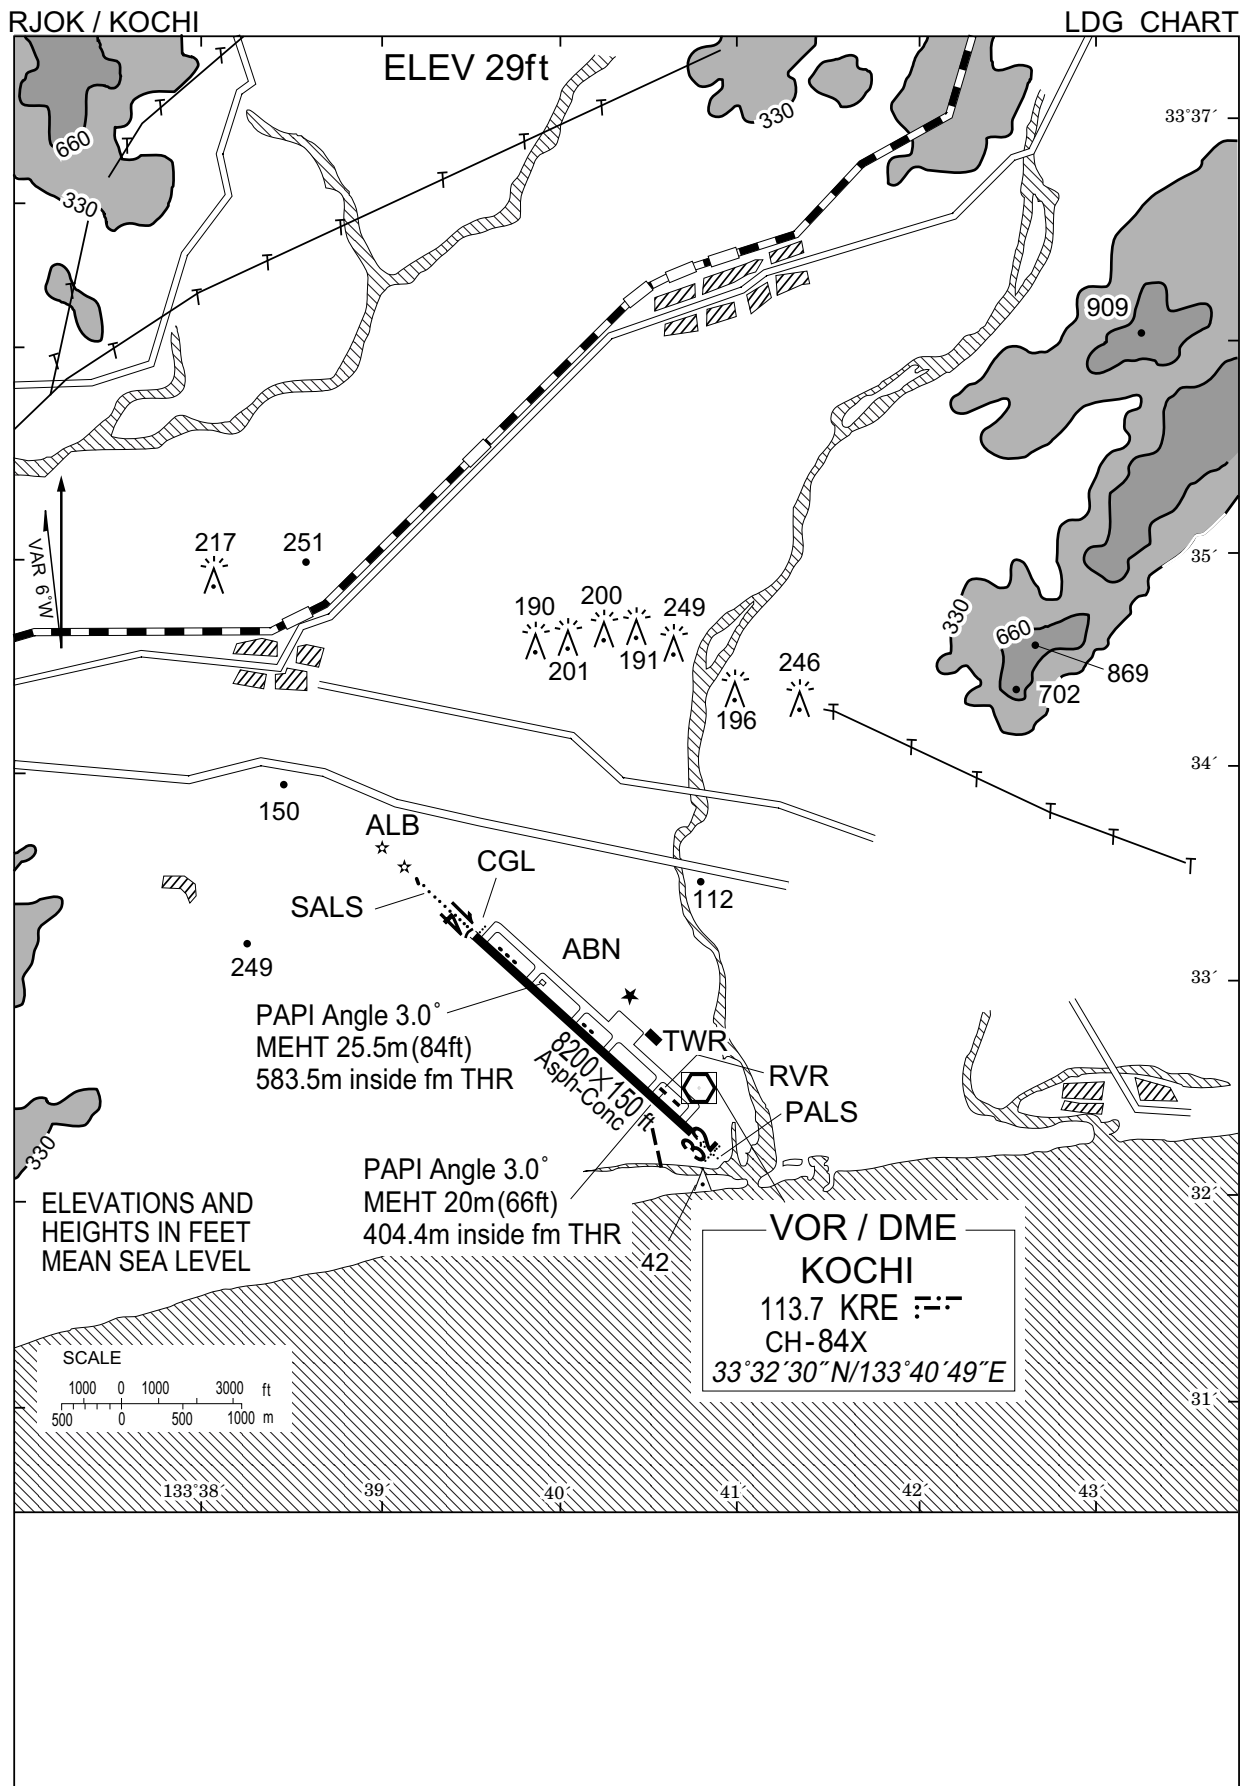 RJOK / KOCHI
LDG CHART
ELEV 29ft
33°37´
660
330
330
909
VAR 6°W
217
251
35´
190
200
249
201
191
246
196
330
660
869
702
34´
150
ALB
CGL
SALS
112
249
ABN
33´
PAPI Angle 3.0°
MEHT 25.5m(84ft)
583.5m inside fm THR
TWR
8200×150 ft
Asph-Conc
RVR
PALS
14
32
330
PAPI Angle 3.0°
MEHT 20m(66ft)
404.4m inside fm THR
42
32´
ELEVATIONS AND
HEIGHTS IN FEET
MEAN SEA LEVEL
VOR / DME
KOCHI
113.7 KRE
CH-84X
33°32´30˝N/133°40´49˝E
SCALE
1000 0 1000 3000 ft
500 0 500 1000 m
31´
133°38´
39´
40´
41´
42´
43´